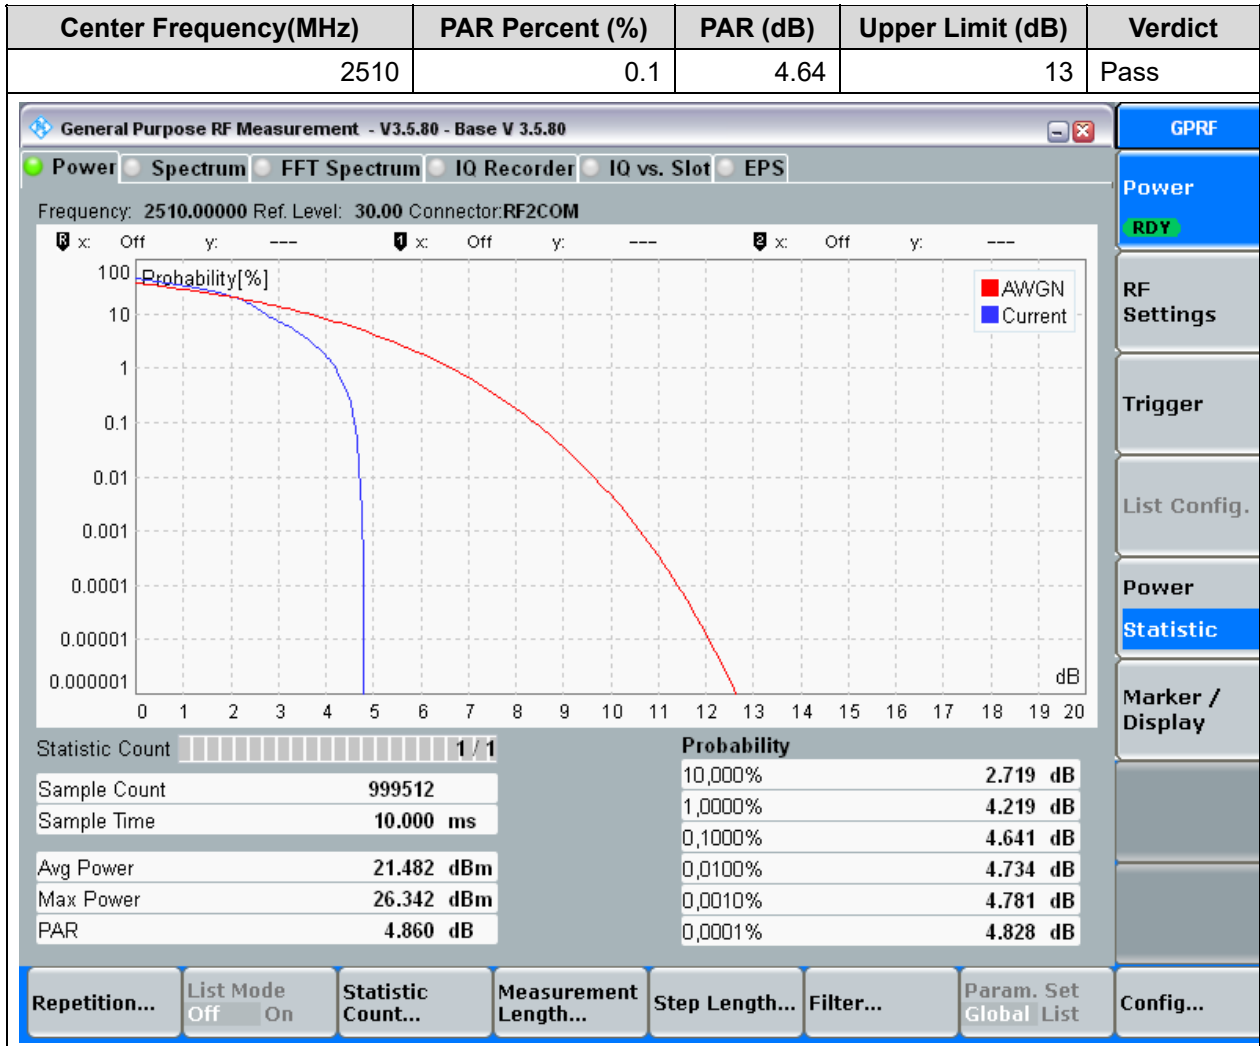 Center Frequency(MHz) PAR Percent (%) PAR (dB) Upper Limit (dB) Verdict
2510 0.1 4.64 13 Pass
General Purpose RF Measurement - V3.5.80 - Base V 3.5.80
GPRF
Power Spectrum FFT Spectrum IQ Recorder IQ vs. Slot EPS
Frequency: 2510.00000 Ref. Level: 30.00 Connector:RF2COM
R x: Off y: --- 1 x: Off y: --- 2 x: Off y: ---
Probability[%]
AWGN
Current
100
10
1
0.1
0.01
0.001
0.0001
0.00001
0.000001
dB
0 1 2 3 4 5 6 7 8 9 10 11 12 13 14 15 16 17 18 19 20
Statistic Count 1 / 1
Sample Count 999512
Sample Time 10.000 ms
Avg Power 21.482 dBm
Max Power 26.342 dBm
PAR 4.860 dB
Probability
10,000% 2.719 dB
1,0000% 4.219 dB
0,1000% 4.641 dB
0,0100% 4.734 dB
0,0010% 4.781 dB
0,0001% 4.828 dB
Power
RDY
RF
Settings
Trigger
List Config.
Power
Statistic
Marker /
Display
Repetition...
List Mode
Off On
Statistic
Count...
Measurement
Length...
Step Length...
Filter...
Param. Set
Global List
Config...